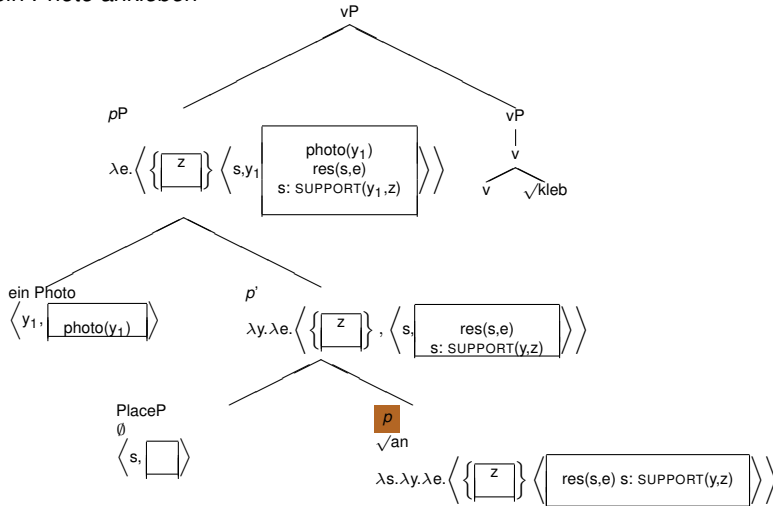 ein Photo ankleben
vP
pP
vP
λe.⟨{ z } ⟨s,y₁ photo(y₁) res(s,e) s: SUPPORT(y₁,z) ⟩⟩
v
v √kleb
ein Photo
p'
⟨y₁, photo(y₁) ⟩
λy.λe.⟨{ z } , ⟨s, res(s,e) s: SUPPORT(y,z) ⟩⟩
PlaceP
p
∅
√an
⟨s, ⟩
λs.λy.λe.⟨{ z } ⟨ res(s,e) s: SUPPORT(y,z) ⟩⟩